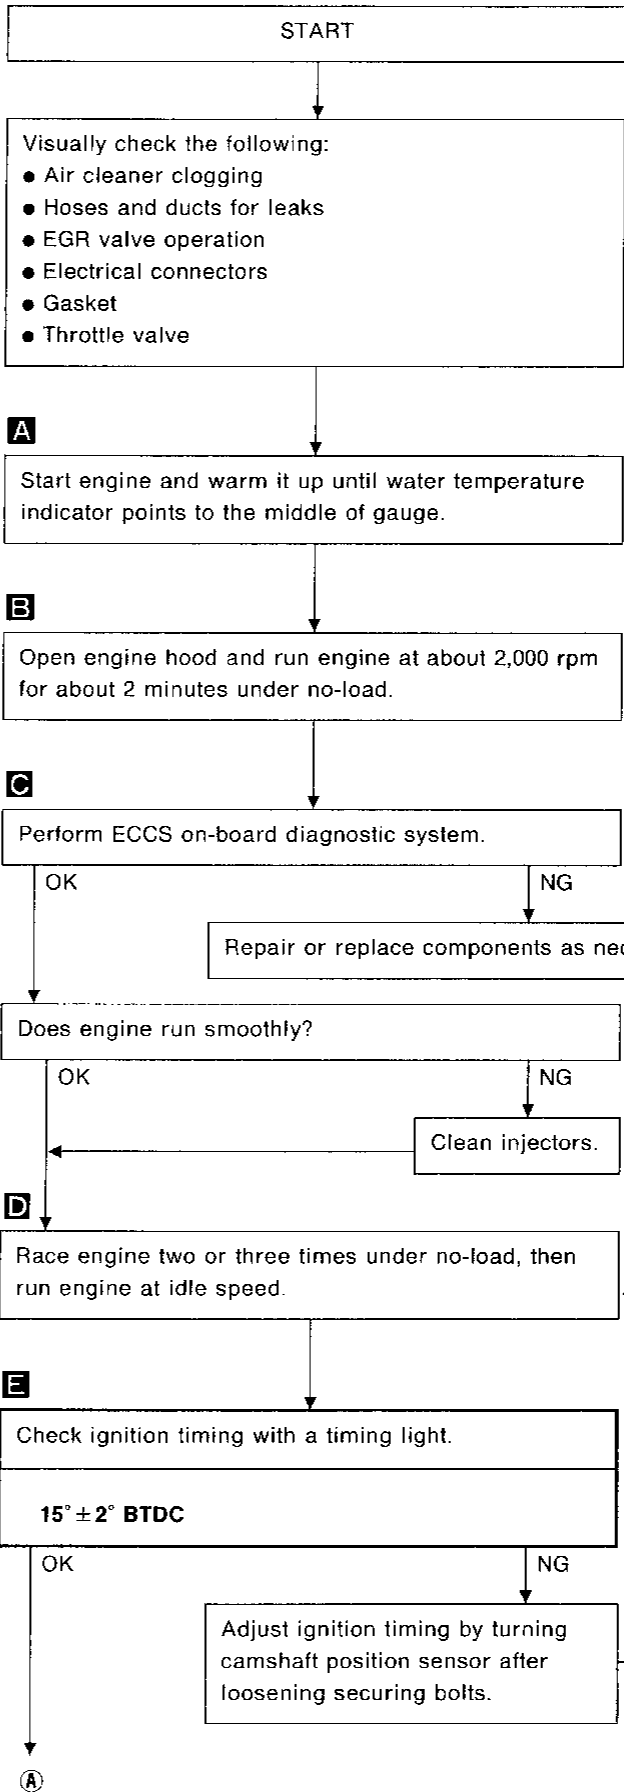 START
Visually check the following:
● Air cleaner clogging
● Hoses and ducts for leaks
● EGR valve operation
● Electrical connectors
● Gasket
● Throttle valve
A
Start engine and warm it up until water temperature
indicator points to the middle of gauge.
B
Open engine hood and run engine at about 2,000 rpm
for about 2 minutes under no-load.
C
Perform ECCS on-board diagnostic system.
OK NG
Repair or replace components as
Does engine run smoothly?
OK NG
Clean injectors.
D
Race engine two or three times under no-load, then
run engine at idle speed.
E
Check ignition timing with a timing light.
15°±2° BTDC
OK NG
Adjust ignition timing by turning
camshaft position sensor after
loosening securing bolts.
Ⓐ